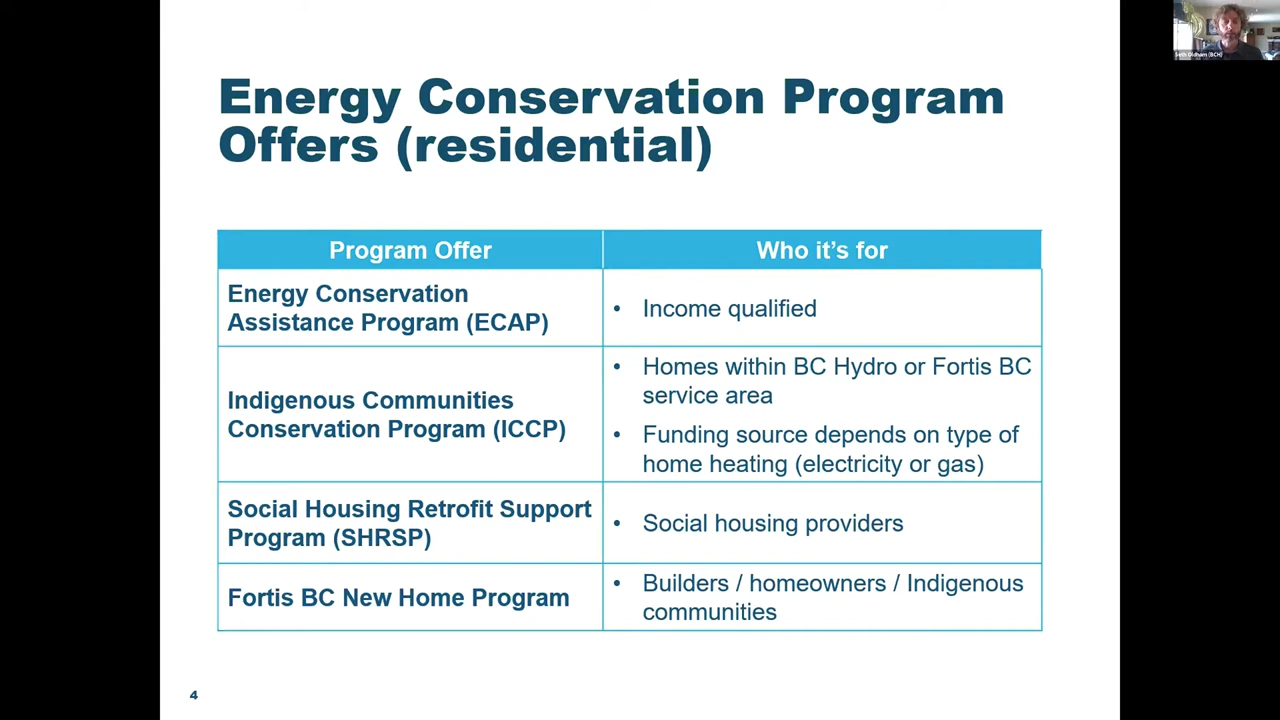 Energy Conservation Program
Offers (residential)
Program Offer
Who it's for
Energy Conservation
Assistance Program (ECAP)
• Income qualified
Indigenous Communities
Conservation Program (ICCP)
• Homes within BC Hydro or Fortis BC
service area
• Funding source depends on type of
home heating (electricity or gas)
Social Housing Retrofit Support
Program (SHRSP)
• Social housing providers
Fortis BC New Home Program
• Builders / homeowners / Indigenous
communities
4
Seth Oldham (BCH)